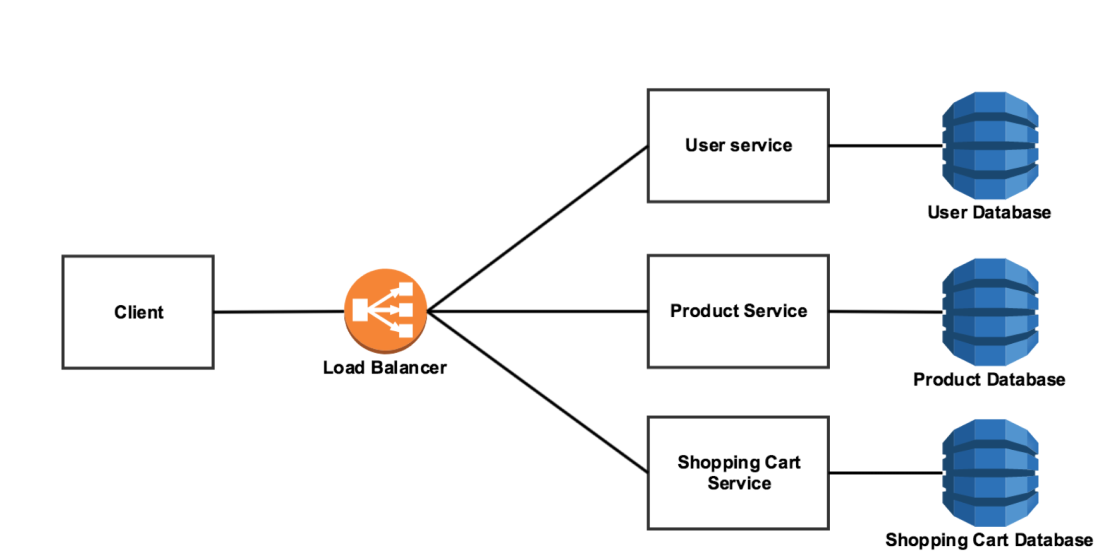 User service
User Database
Client
Load Balancer
Product Service
Product Database
Shopping Cart
Service
Shopping Cart Database